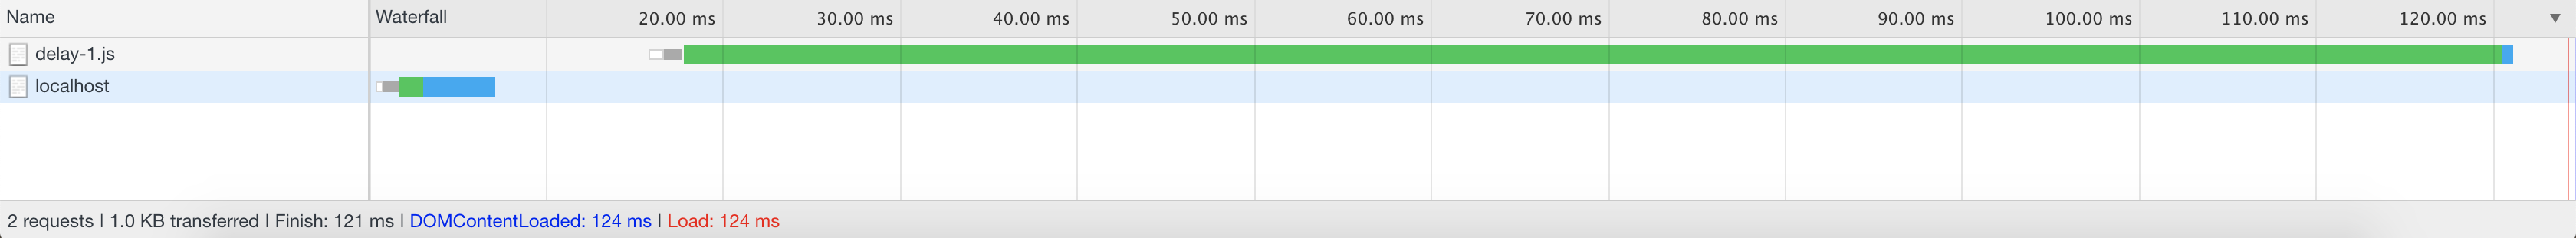 Name Waterfall 20.00 ms 30.00 ms 40.00 ms 50.00 ms 60.00 ms 70.00 ms 80.00 ms 90.00 ms 100.00 ms 110.00 ms 120.00 ms ▼
delay-1.js
localhost
2 requests | 1.0 KB transferred | Finish: 121 ms | DOMContentLoaded: 124 ms | Load: 124 ms